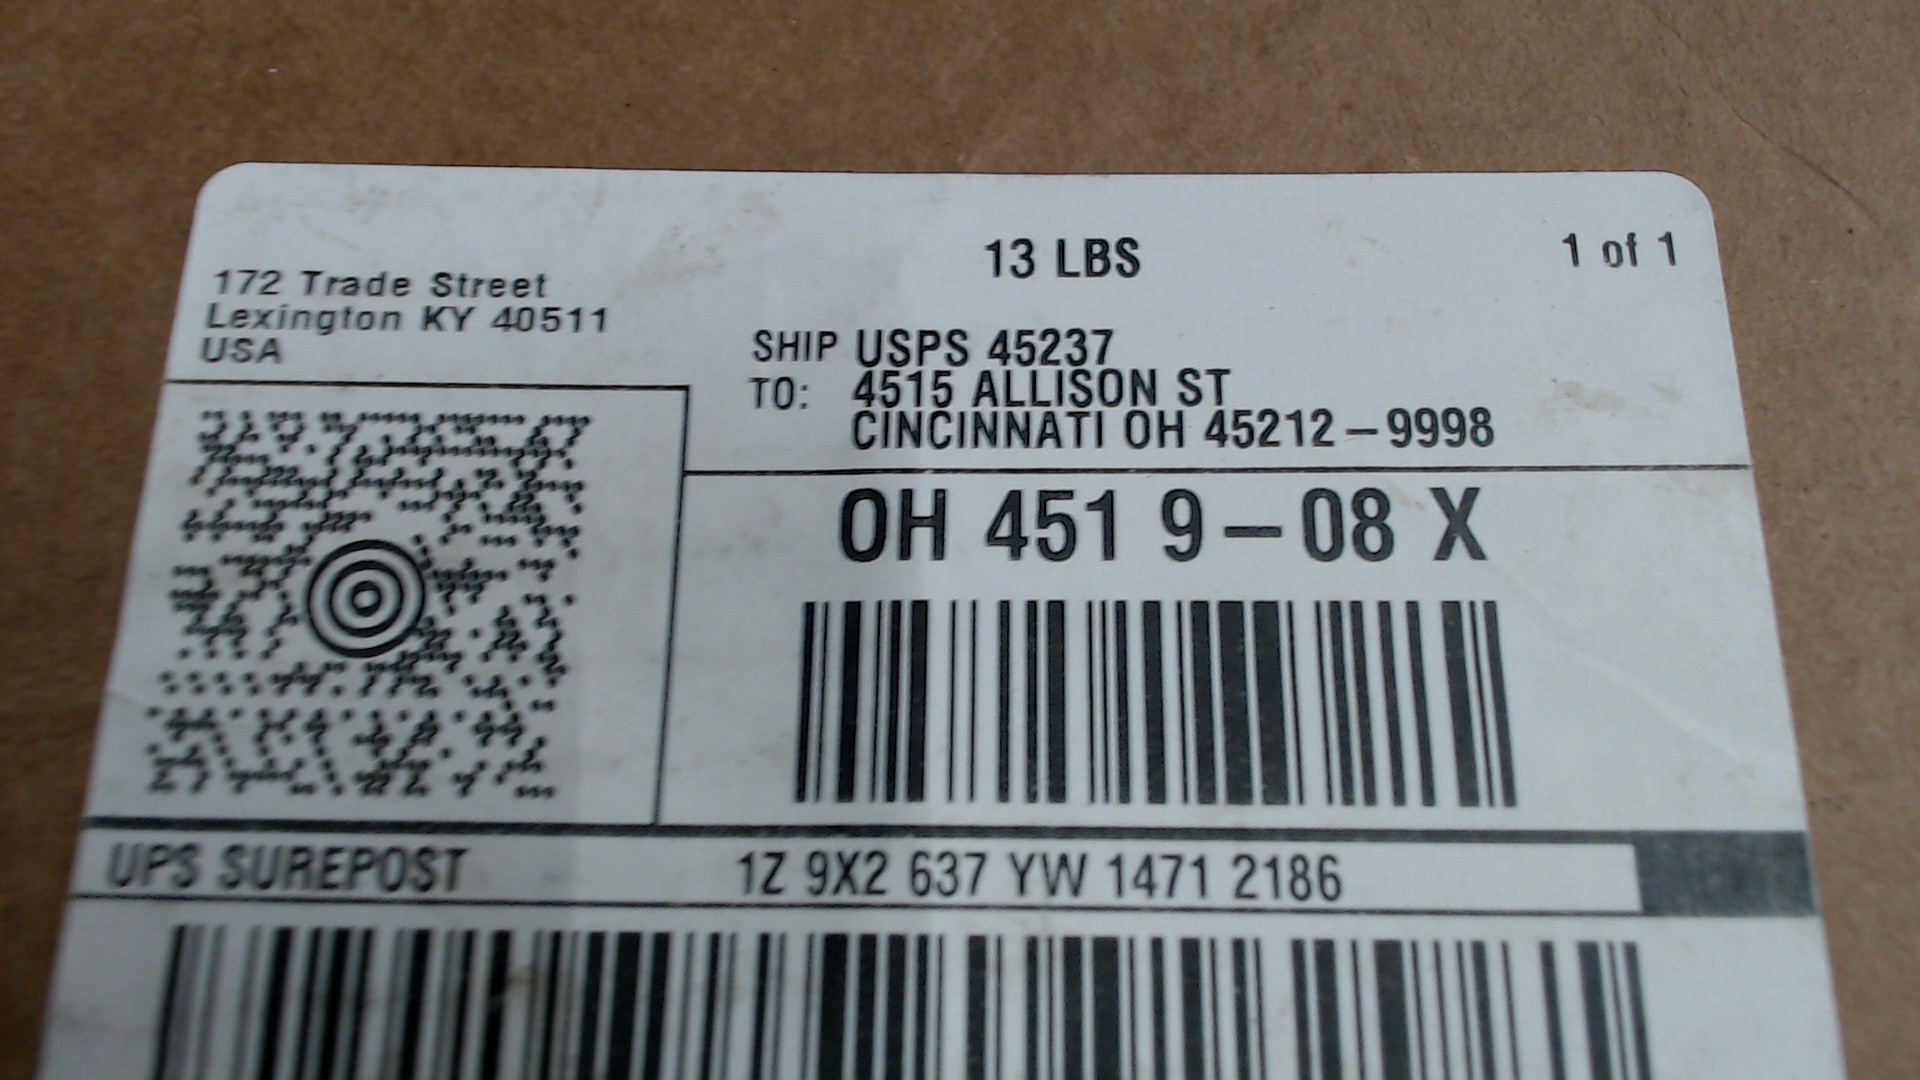 172 Trade Street
Lexington KY 40511
USA
13 LBS
1 of 1
SHIP USPS 45237
TO: 4515 ALLISON ST
CINCINNATI OH 45212-9998
OH 451 9-08 X
UPS SUREPOST
1Z 9X2 637 YW 1471 2186